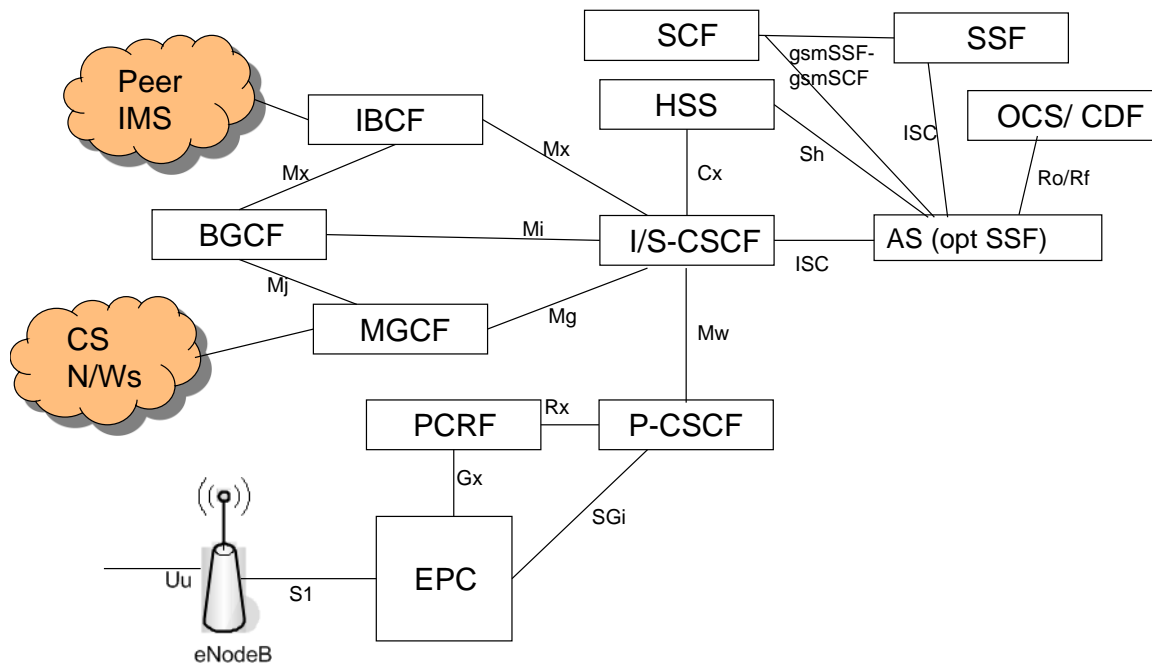 SCF
SSF
gsmSSF-
gsmSCF
Peer
IMS
IBCF
HSS
OCS/ CDF
Mx
ISC
Sh
Mx
Cx
Ro/Rf
BGCF
Mi
I/S-CSCF
AS (opt SSF)
ISC
Mj
Mg
MGCF
Mw
CS
N/Ws
PCRF
Rx
P-CSCF
Gx
SGi
EPC
Uu
S1
eNodeB